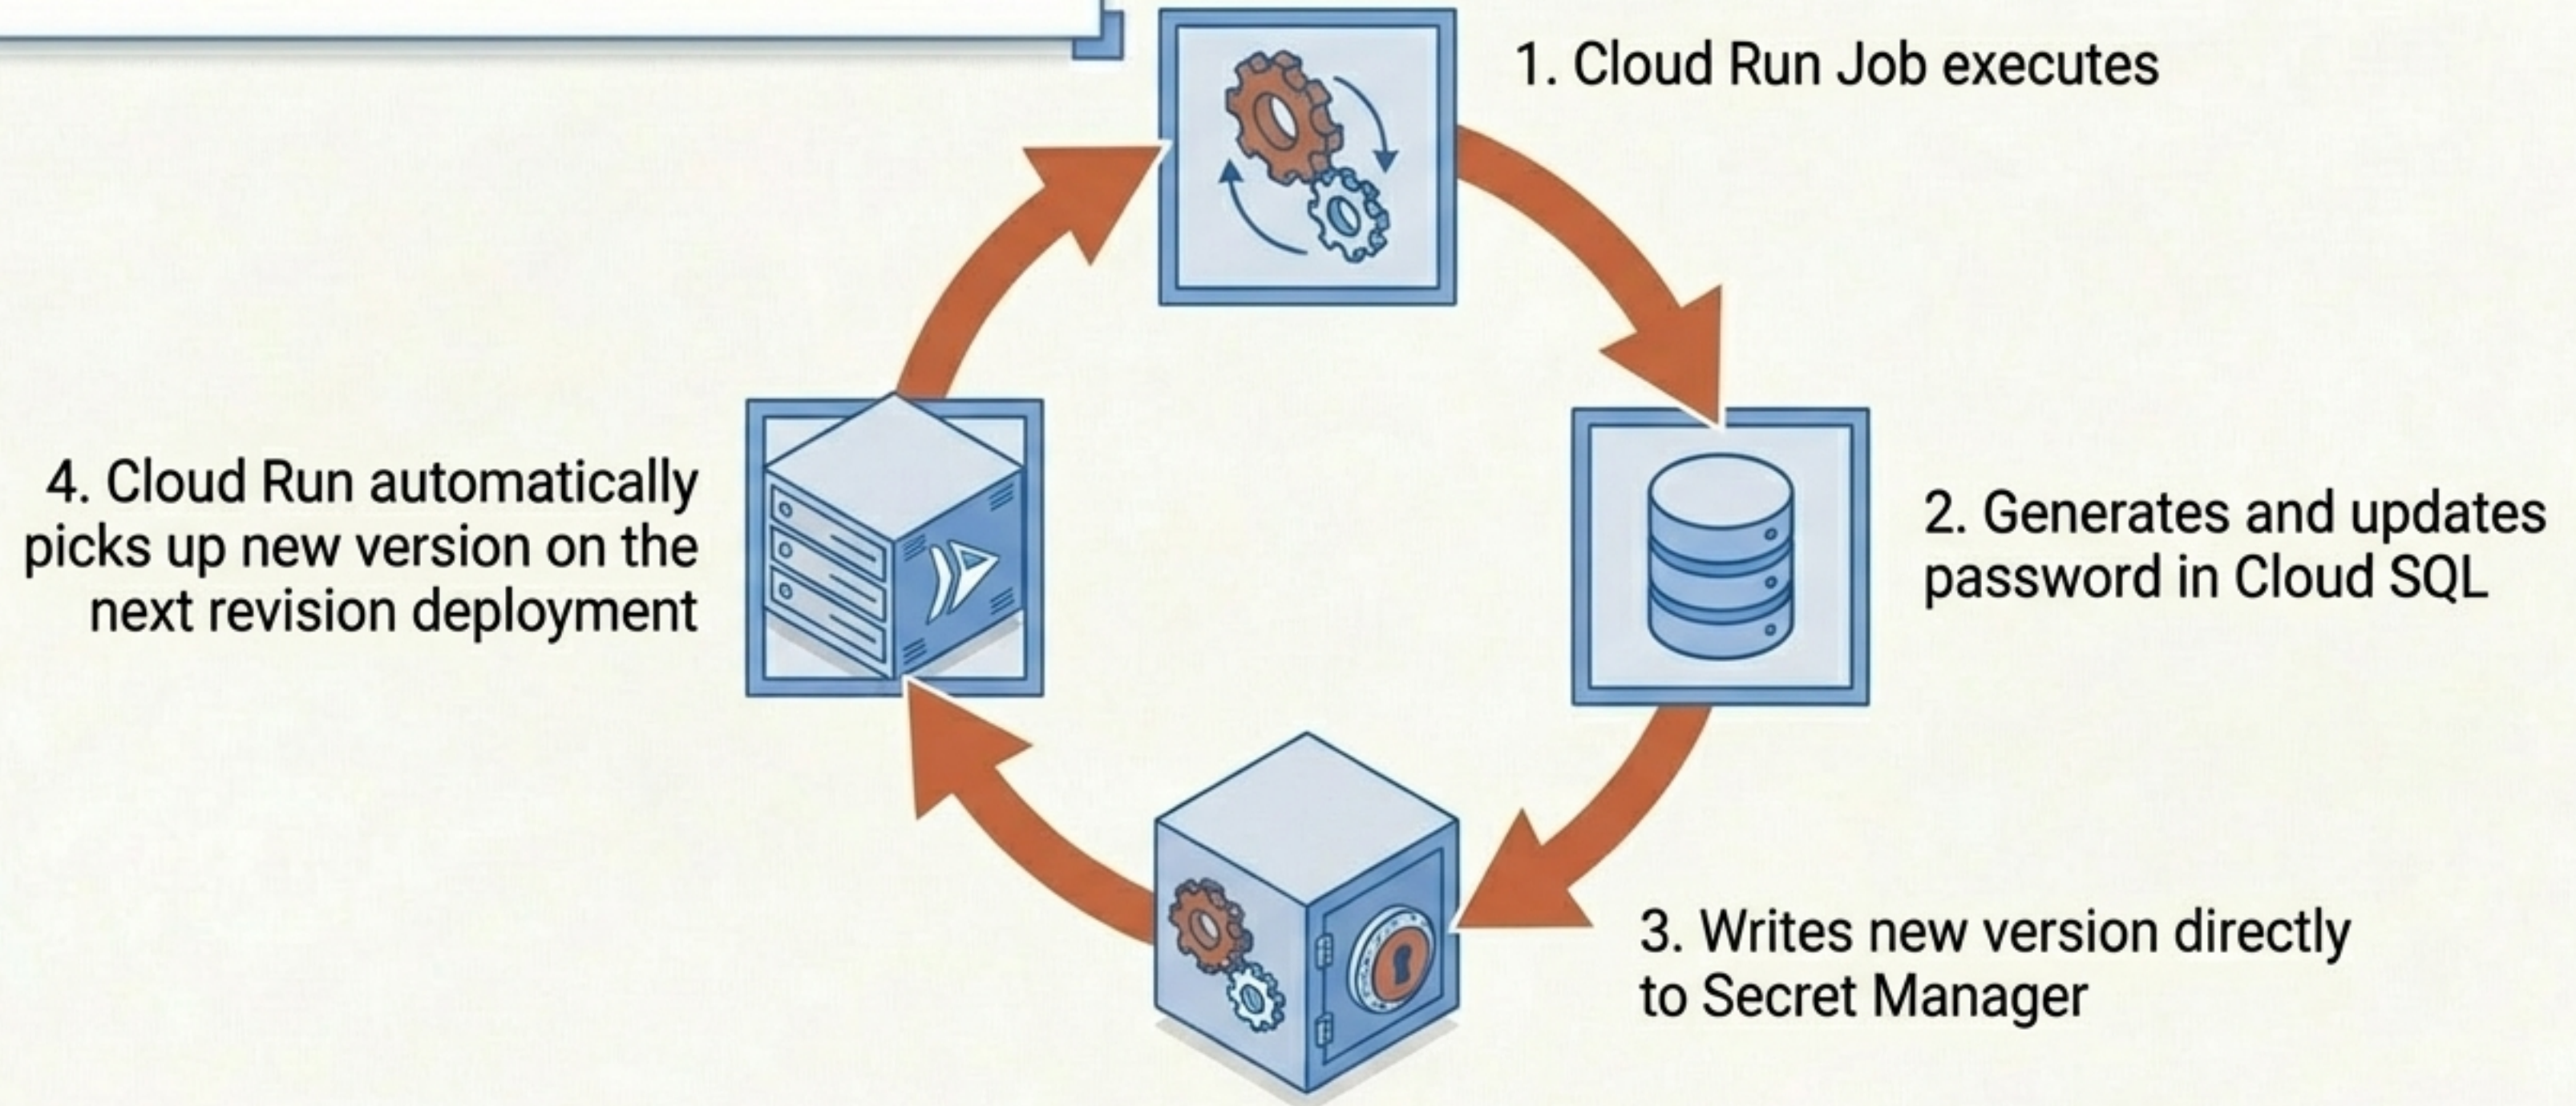 1. Cloud Run Job executes
2. Generates and updates
password in Cloud SQL
3. Writes new version directly
to Secret Manager
4. Cloud Run automatically
picks up new version on the
next revision deployment